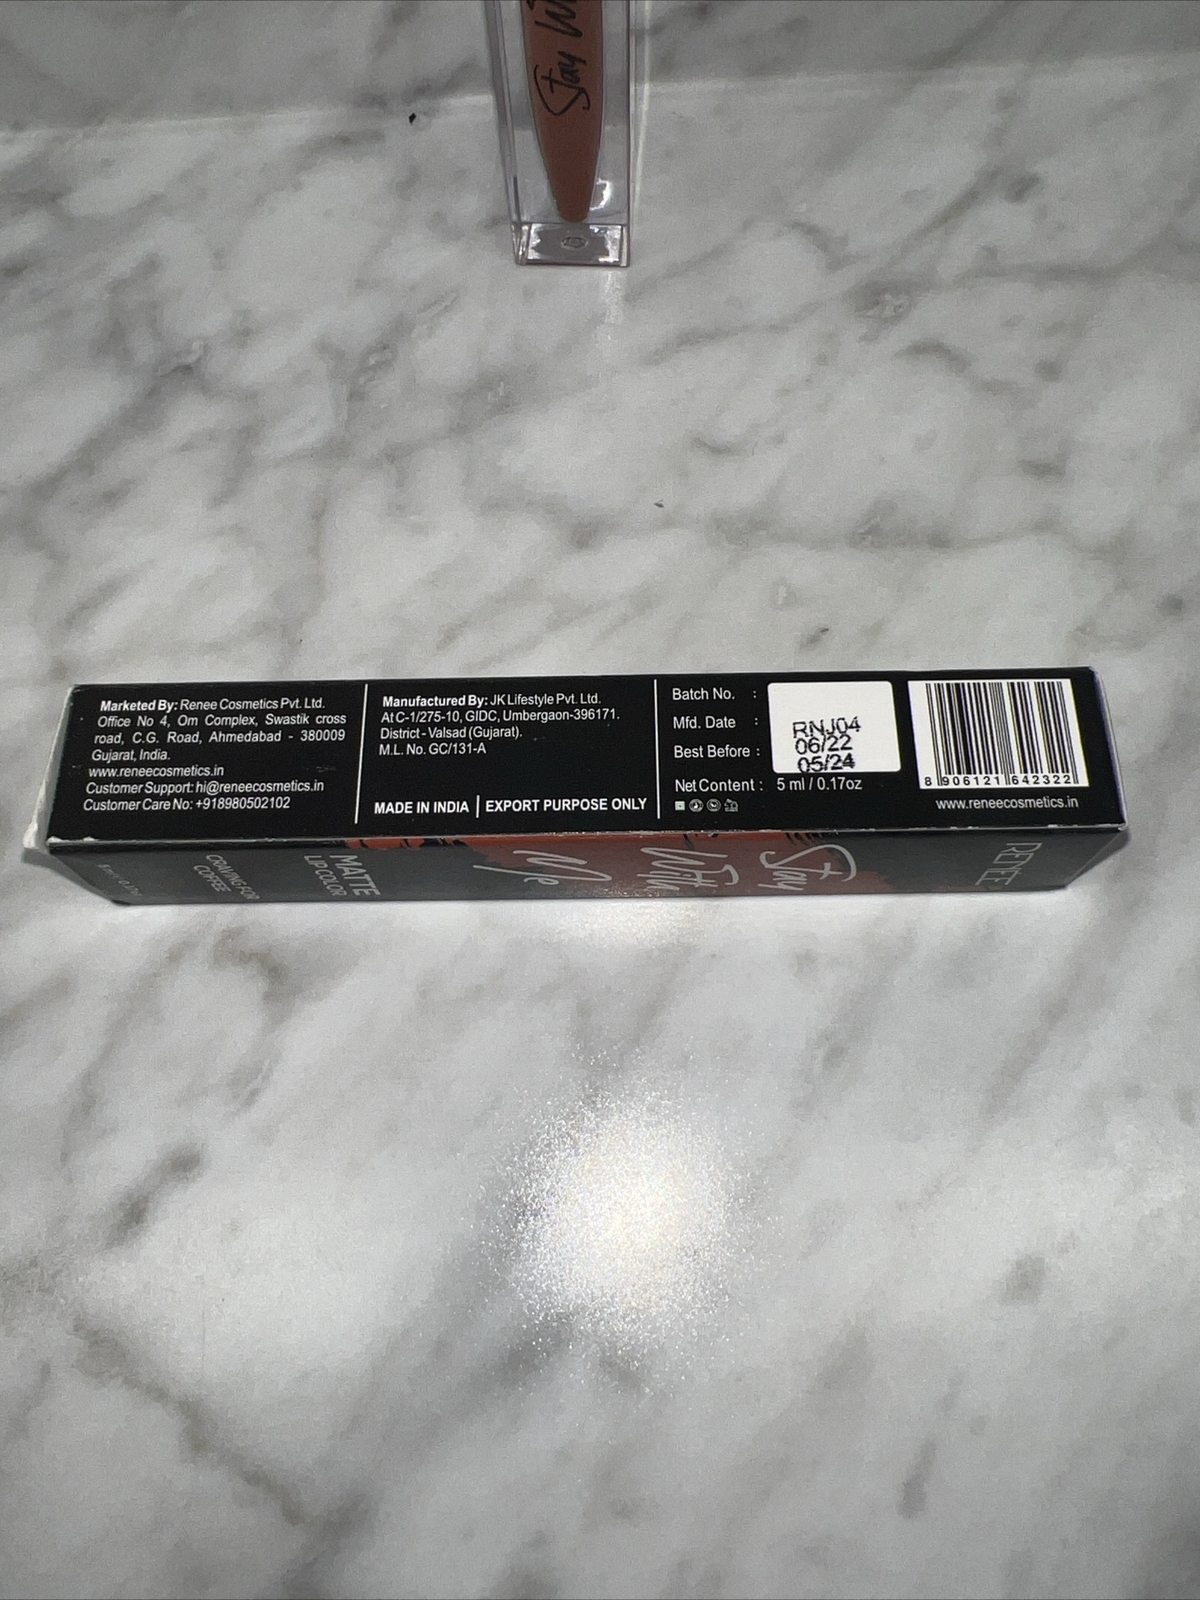 Stay Wi
Marketed By: Renee Cosmetics Pvt. Ltd.
Office No 4, Om Complex, Swastik cross
road, C.G. Road, Ahmedabad - 380009
Gujarat, India.
www.reneecosmetics.in
Customer Support: hi@reneecosmetics.in
Customer Care No: +918980502102
Manufactured By: JK Lifestyle Pvt. Ltd.
At C-1/275-10, GIDC, Umbergaon-396171.
District - Valsad (Gujarat).
M.L. No. GC/131-A
MADE IN INDIA | EXPORT PURPOSE ONLY
Batch No. : RNJ04
Mfd. Date : 06/22
Best Before : 05/24
Net Content : 5 ml / 0.17oz
8 906121 642322
www.reneecosmetics.in
RENEE
Stay
With
Me
MATTE
LIP COLOR
CRAVING FOR
COFFEE